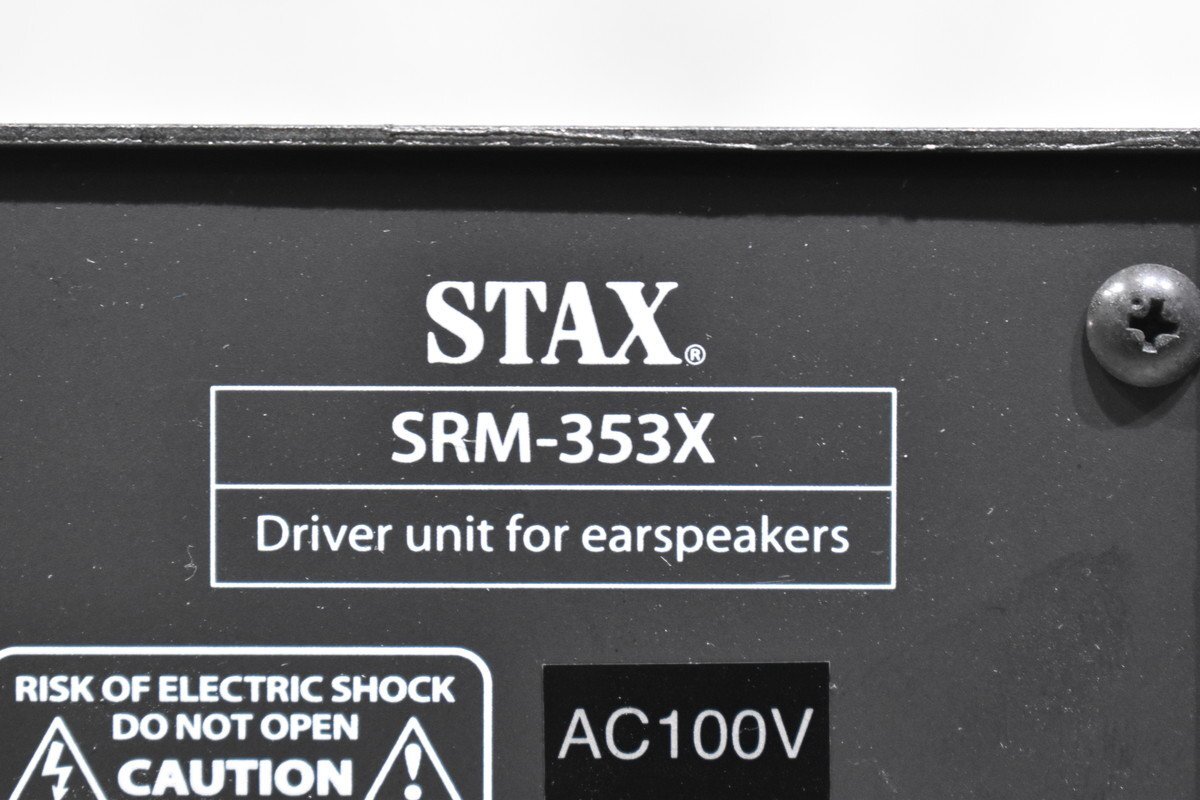 STAX®
SRM-353X
Driver unit for earspeakers
RISK OF ELECTRIC SHOCK
DO NOT OPEN
CAUTION
AC100V